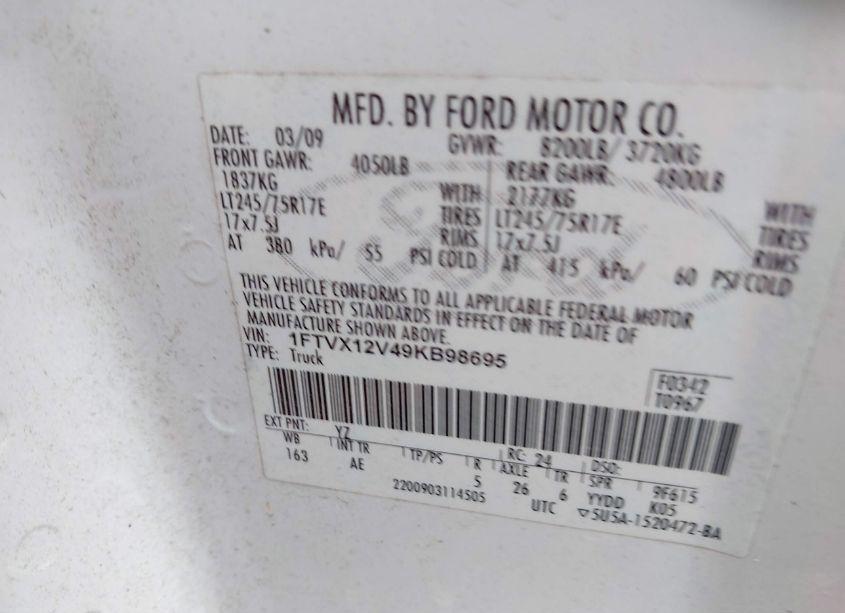 MFD. BY FORD MOTOR CO.
DATE: 03/09 GVWR: 8200LB/ 3720KG
FRONT GAWR: 4050LB REAR GAWR: 4800LB
1837KG WITH 2177KG WITH
LT245/75R17E TIRES LT245/75R17E TIRES
17x7.5J RIMS 17x7.5J RIMS
AT 380 kPa/ 55 PSI COLD AT 415 kPa/ 60 PSI COLD
THIS VEHICLE CONFORMS TO ALL APPLICABLE FEDERAL MOTOR
VEHICLE SAFETY STANDARDS IN EFFECT ON THE DATE OF
MANUFACTURE SHOWN ABOVE.
VIN: 1FTVX12V49KB98695
TYPE: Truck
F0342
T0967
EXT PNT: YZ RC: 24 DSO:
WB INT TR TP/PS R AXLE TR SPR 9F615
163 AE 5 26 6 YYDD K05
2200903114505 UTC ▽5U5A-1520472-BA